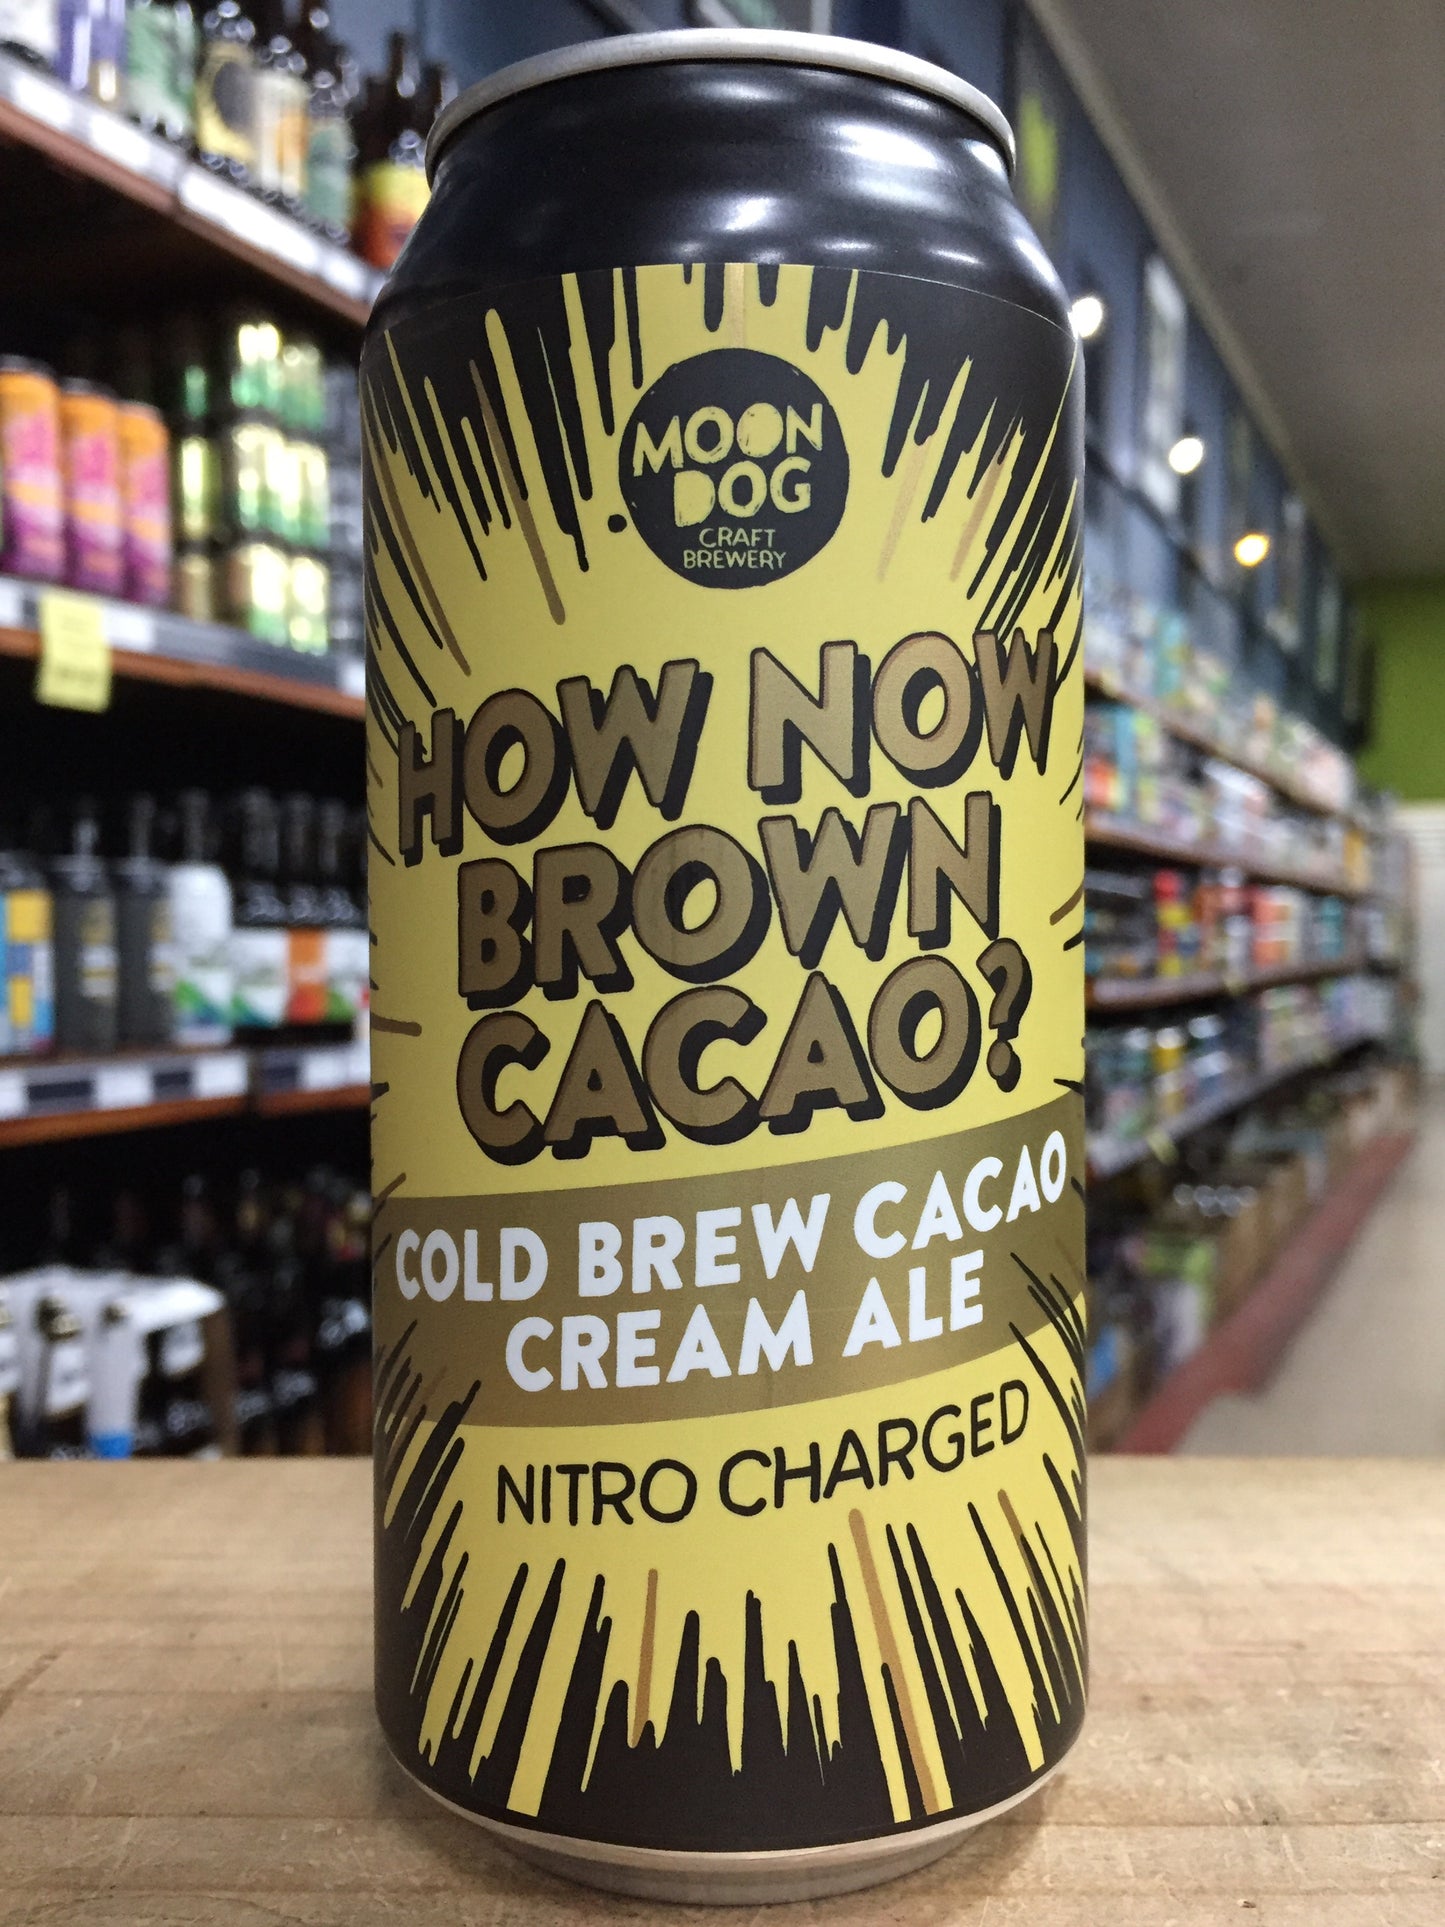 MOON
DOG
CRAFT
BREWERY
HOW NOW
BROWN
CACAO?
COLD BREW CACAO
CREAM ALE
NITRO CHARGED